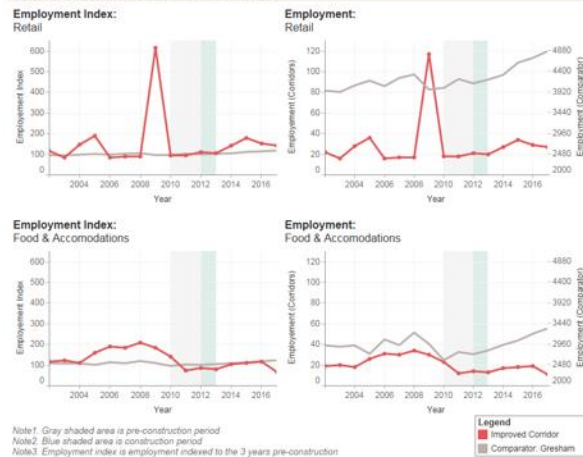 Employment Index:
Retail
600
500
400
300
200
100
0
Employement Index
2004 2006 2008 2010 2012 2014 2016
Year
Employment:
Retail
120
100
80
60
40
20
0
Employement (Corridors)
4880
4400
3920
3440
2960
2480
2000
Employment (Comparator)
2004 2006 2008 2010 2012 2014 2016
Year
Employment Index:
Food & Accomodations
600
500
400
300
200
100
0
Employement Index
2004 2006 2008 2010 2012 2014 2016
Year
Employment:
Food & Accomodations
120
100
80
60
40
20
0
Employement (Corridors)
4880
4400
3920
3440
2960
2480
2000
Employment (Comparator)
2004 2006 2008 2010 2012 2014 2016
Year
Note1. Gray shaded area is pre-construction period
Note2. Blue shaded area is construction period
Note3. Employment index is employment indexed to the 3 years pre-construction
Legend
Improved Corridor
Comparator. Gresham